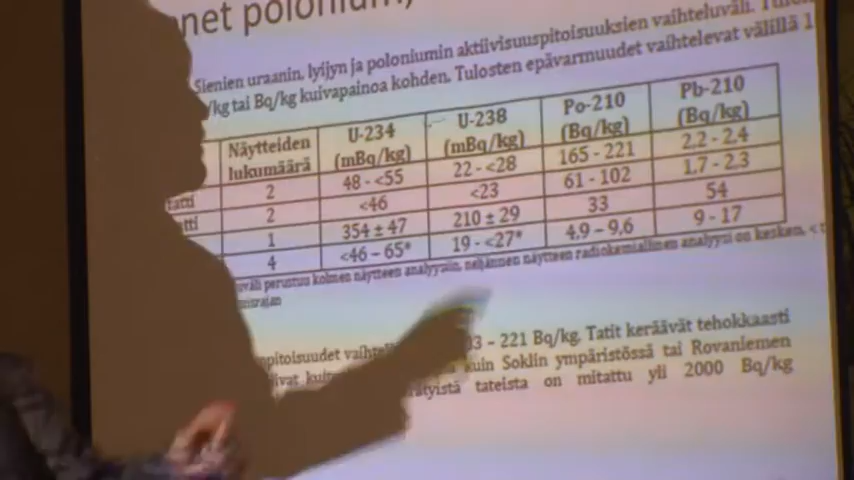 net polonium,
Sienien uraanin, lyijyn ja poloniumin aktiivisuuspitoisuuksien vaihteluväli.
/kg tai Bq/kg kuivapainoa kohden. Tulosten epävarmuudet vaihtelevat välillä 1
Näytteiden lukumäärä U-234 (mBq/kg) U-238 (mBq/kg) Po-210 (Bq/kg) Pb-210 (Bq/kg)
tatti 2 48 - <55 22 - <28 165 - 221 2,2 - 2,4
tti 2 <46 <23 61 - 102 1,7 - 2,3
1 354 ± 47 210 ± 29 33 54
4 <46 – 65* 19 - <27* 4,9 – 9,6 9 - 17
perustuu kolmen näytteen analyysiin, neljännen näytteen radiokemiallinen analyysi on kesken. <
pitoisuudet 13 – 221 Bq/kg. Tatit keräävät tehokkaasti
kuin Soklin ympäristössä tai Rovaniemen
tateista on mitattu yli 2000 Bq/kg